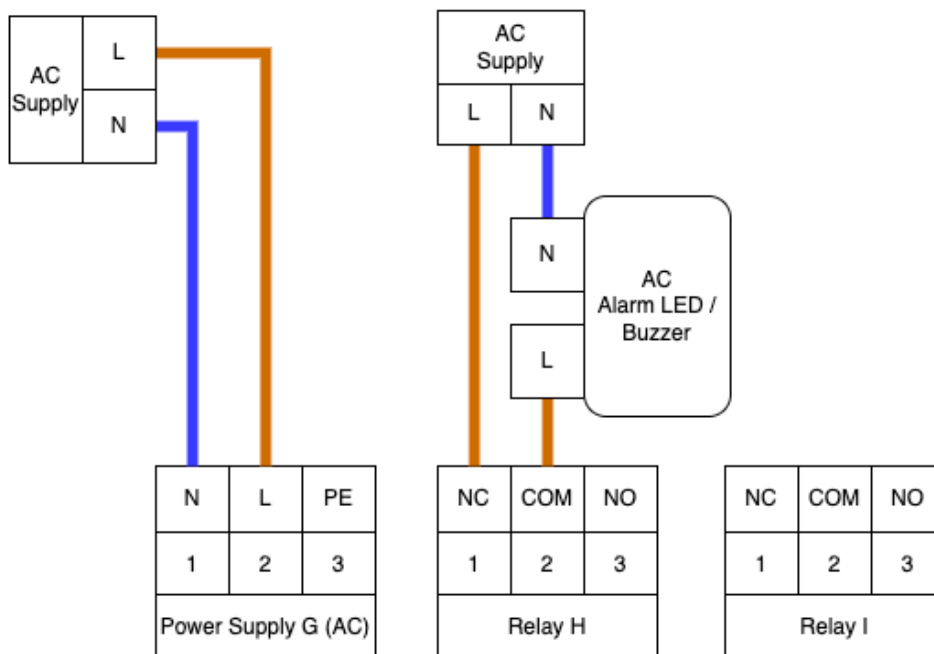 AC
Supply
L
N
AC
Supply
L
N
N
L
AC
Alarm LED /
Buzzer
N
L
PE
1
2
3
Power Supply G (AC)
NC
COM
NO
1
2
3
Relay H
NC
COM
NO
1
2
3
Relay I